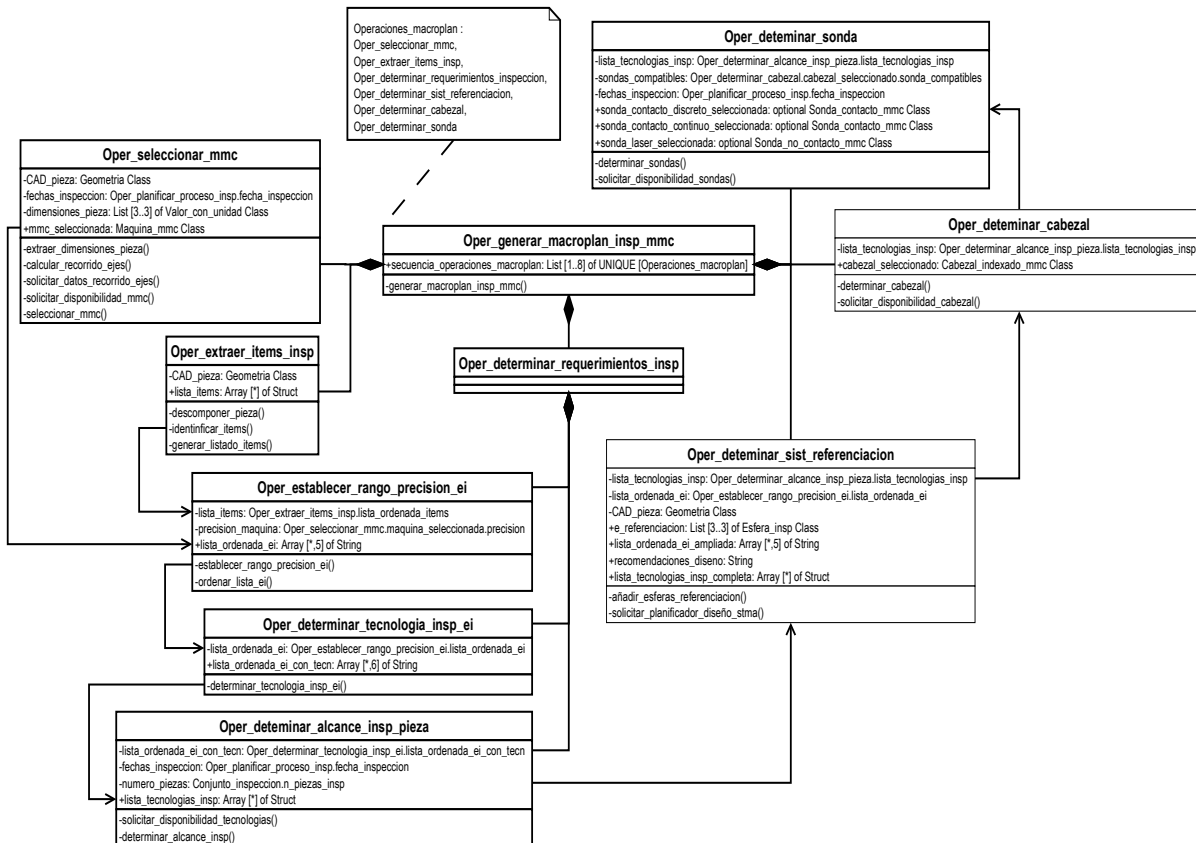 Operaciones_macroplan :
Oper_seleccionar_mmc,
Oper_extraer_items_insp,
Oper_determinar_requerimientos_inspeccion,
Oper_determinar_sist_referenciacion,
Oper_determinar_cabezal,
Oper_determinar_sonda
Oper_deteminar_sonda
-lista_tecnologias_insp: Oper_determinar_alcance_insp_pieza.lista_tecnologias_insp
-sondas_compatibles: Oper_determinar_cabezal.cabezal_seleccionado.sonda_compatibles
-fechas_inspeccion: Oper_planificar_proceso_insp.fecha_inspeccion
+sonda_contacto_discreto_seleccionada: optional Sonda_contacto_mmc Class
+sonda_contacto_continuo_seleccionada: optional Sonda_contacto_mmc Class
+sonda_laser_seleccionada: optional Sonda_no_contacto_mmc Class
-determinar_sondas()
-solicitar_disponibilidad_sondas()
Oper_seleccionar_mmc
-CAD_pieza: Geometria Class
-fechas_inspeccion: Oper_planificar_proceso_insp.fecha_inspeccion
-dimensiones_pieza: List [3..3] of Valor_con_unidad Class
+mmc_seleccionada: Maquina_mmc Class
-extraer_dimensiones_pieza()
-calcular_recorrido_ejes()
-solicitar_datos_recorrido_ejes()
-solicitar_disponibilidad_mmc()
-seleccionar_mmc()
Oper_generar_macroplan_insp_mmc
+secuencia_operaciones_macroplan: List [1..8] of UNIQUE [Operaciones_macroplan]
-generar_macroplan_insp_mmc()
Oper_deteminar_cabezal
-lista_tecnologias_insp: Oper_determinar_alcance_insp_pieza.lista_tecnologias_insp
+cabezal_seleccionado: Cabezal_indexado_mmc Class
-determinar_cabezal()
-solicitar_disponibilidad_cabezal()
Oper_extraer_items_insp
-CAD_pieza: Geometria Class
+lista_items: Array [*] of Struct
-descomponer_pieza()
-identinficar_items()
-generar_listado_items()
Oper_determinar_requerimientos_insp
Oper_establecer_rango_precision_ei
-lista_items: Oper_extraer_items_insp.lista_ordenada_items
-precision_maquina: Oper_seleccionar_mmc.maquina_seleccionada.precision
+lista_ordenada_ei: Array [*,5] of String
-establecer_rango_precision_ei()
-ordenar_lista_ei()
Oper_deteminar_sist_referenciacion
-lista_tecnologias_insp: Oper_determinar_alcance_insp_pieza.lista_tecnologias_insp
-lista_ordenada_ei: Oper_establecer_rango_precision_ei.lista_ordenada_ei
-CAD_pieza: Geometria Class
+e_referenciacion: List [3..3] of Esfera_insp Class
+lista_ordenada_ei_ampliada: Array [*,5] of String
+recomendaciones_diseno: String
+lista_tecnologias_insp_completa: Array [*] of Struct
-añadir_esferas_referenciacion()
-solicitar_planificador_diseño_stma()
Oper_determinar_tecnologia_insp_ei
-lista_ordenada_ei: Oper_establecer_rango_precision_ei.lista_ordenada_ei
+lista_ordenada_ei_con_tecn: Array [*,6] of String
-determinar_tecnologia_insp_ei()
Oper_deteminar_alcance_insp_pieza
-lista_ordenada_ei_con_tecn: Oper_determinar_tecnologia_insp_ei.lista_ordenada_ei_con_tecn
-fechas_inspeccion: Oper_planificar_proceso_insp.fecha_inspeccion
-numero_piezas: Conjunto_inspeccion.n_piezas_insp
+lista_tecnologias_insp: Array [*] of Struct
-solicitar_disponibilidad_tecnologias()
-determinar_alcance_insp()